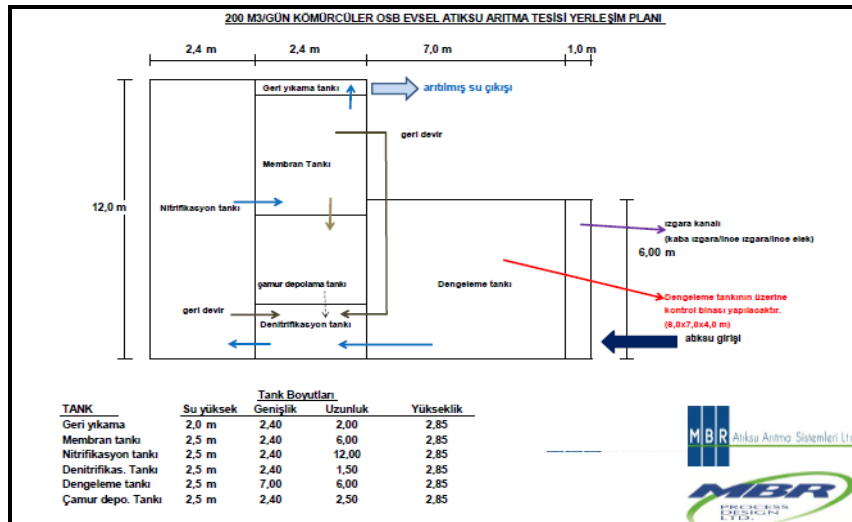 200 M3/GÜN KÖMÜRCÜLER OSB EVSEL ATIKSU ARITMA TESİSİ YERLEŞİM PLANI
2,4 m 2,4 m 7,0 m 1,0 m
Geri yıkama tankı
arıtılmış su çıkışı
geri devir
Membran Tankı
12,0 m
Nitrifikasyon tankı
ızgara kanalı
(kaba ızgara/ince ızgara/ince elek)
6,00 m
çamur depolama tankı
Dengeleme tankı
Dengeleme tankının üzerine
kontrol binası yapılacaktır.
(6,0x7,0x4,0 m)
geri devir
Denitrifikasyon tankı
atıksu girişi
Tank Boyutları
TANK Su yüksek Genişlik Uzunluk Yükseklik
Geri yıkama 2,0 m 2,40 2,00 2,85
Membran tankı 2,5 m 2,40 6,00 2,85
Nitrifikasyon tankı 2,5 m 2,40 12,00 2,85
Denitrifikas. Tankı 2,5 m 2,40 1,50 2,85
Dengeleme tankı 2,5 m 7,00 6,00 2,85
Çamur depo. Tankı 2,5 m 2,40 2,50 2,85
MBR Atıksu Arıtma Sistemleri Ltd
MBR
PROCESS
DESIGN
LTD.